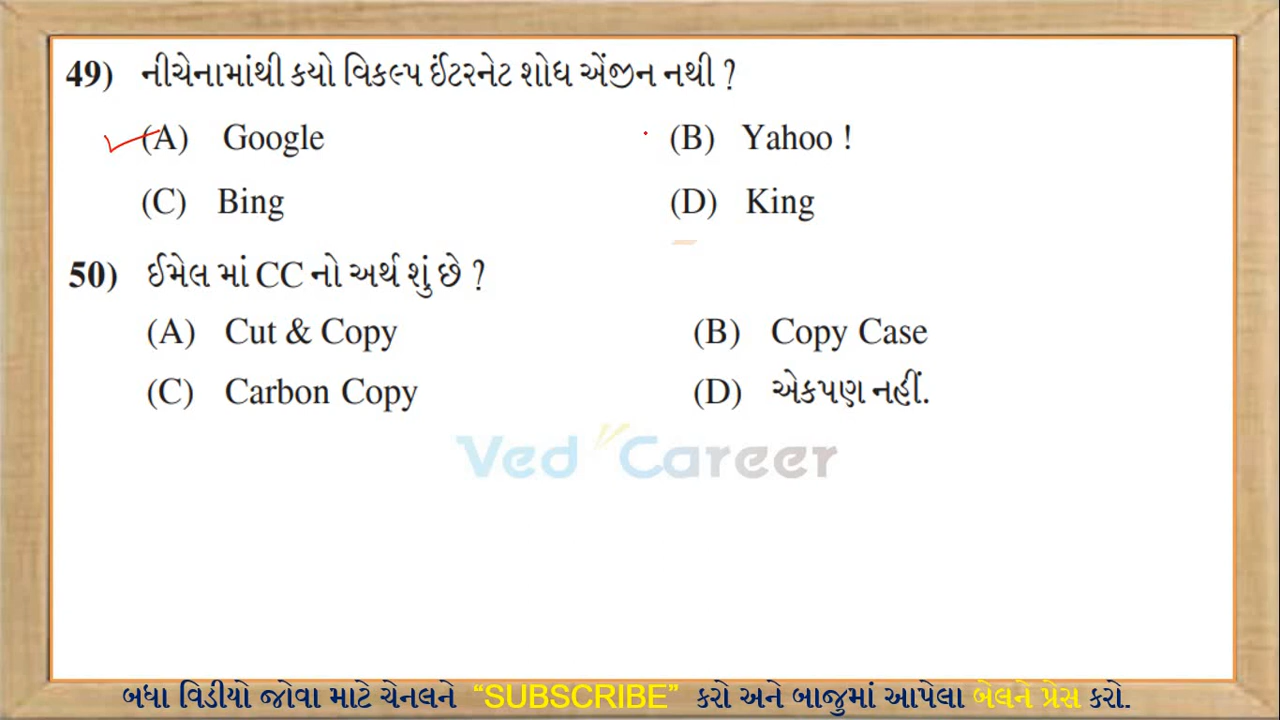 49) નીચેનામાંથી કયો વિકલ્પ ઈંટરનેટ શોધ એંજીન નથી ?
(A) Google (B) Yahoo !
(C) Bing (D) King
50) ઈમેલ માં CC નો અર્થ શું છે ?
(A) Cut & Copy (B) Copy Case
(C) Carbon Copy (D) એકપણ નહીં.
Ved Career
બધા વિડીયો જોવા માટે ચેનલને “SUBSCRIBE” કરો અને બાજુમાં આપેલા બેલને પ્રેસ કરો.